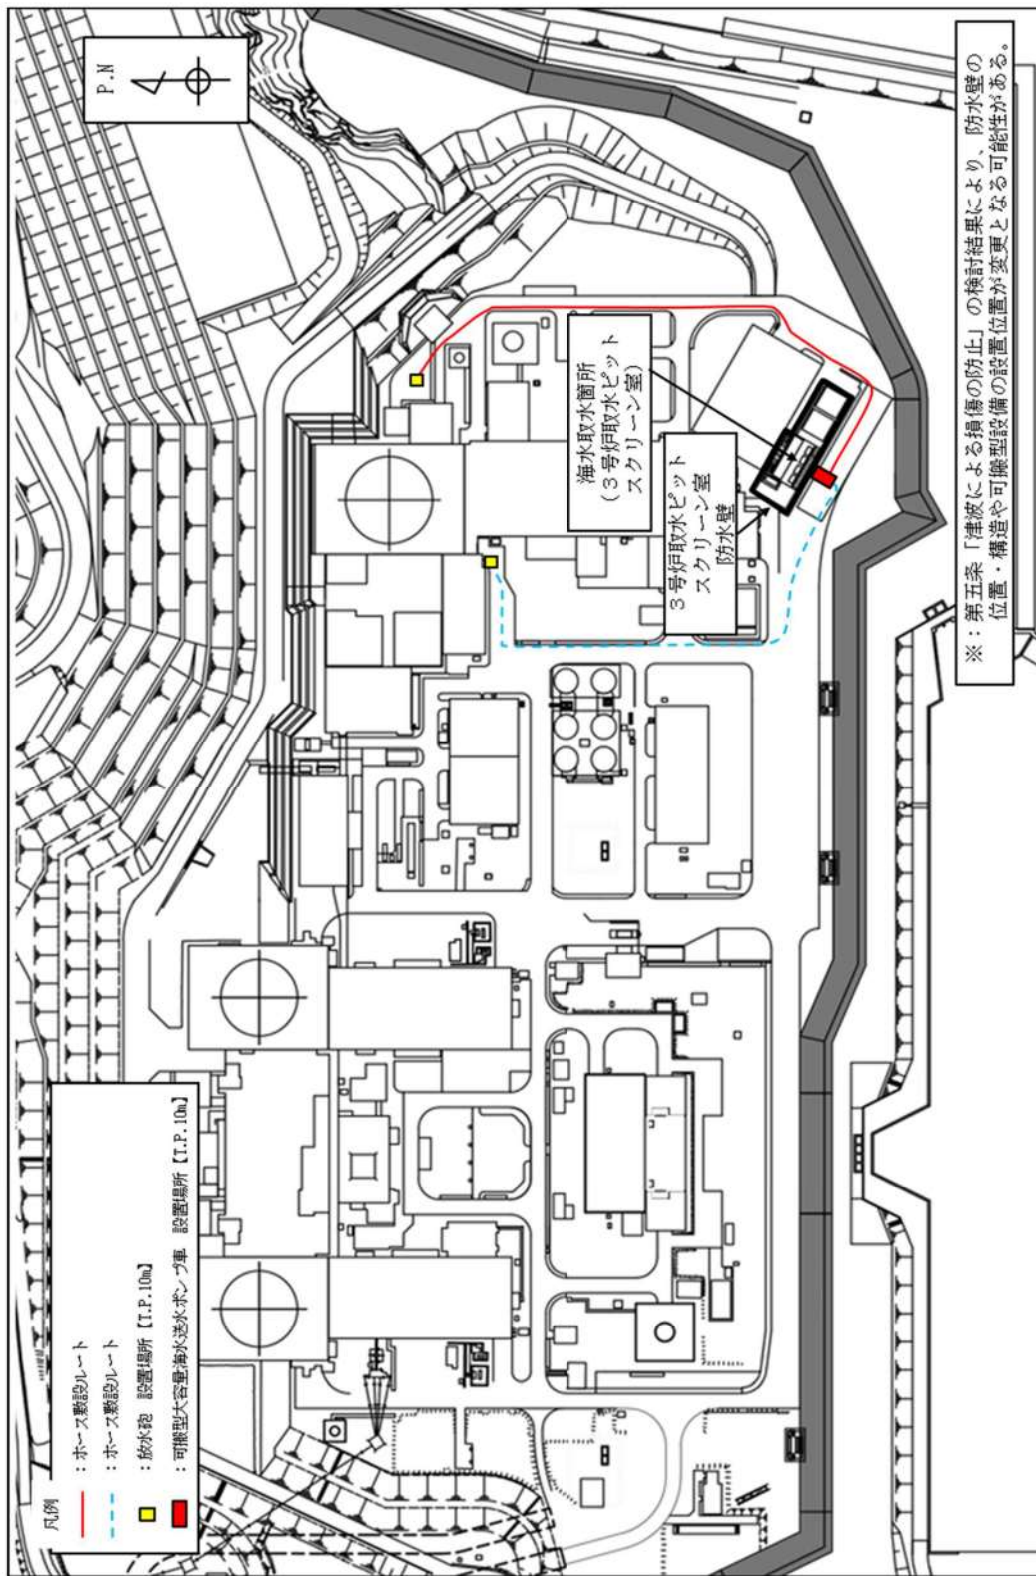 P.N
凡例
：ホース敷設ルート
：ホース敷設ルート
：放水砲 設置場所【T.P.10m】
：可搬型大容量海水送水ポンプ車 設置場所【T.P.10m】
海水取水箇所
（３号炉取水ピット
スクリーン室）
３号炉取水ピット
スクリーン室
防水壁
※：第五条「津波による損傷の防止」の検討結果により、防水壁の
位置・構造や可搬型設備の設置位置が変更となる可能性がある。